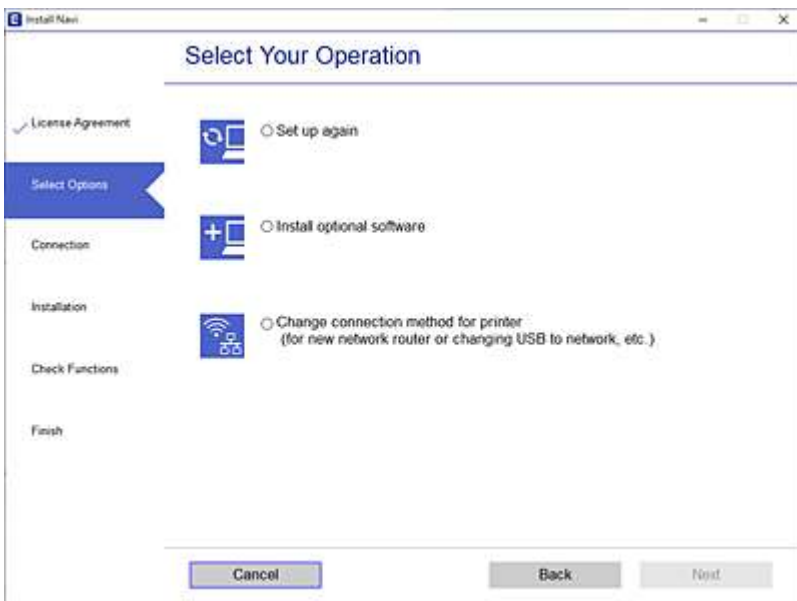 Install Navi
Select Your Operation
License Agreement
Set up again
Select Options
Install optional software
Connection
Installation
Change connection method for printer
(for new network router or changing USB to network, etc.)
Check Functions
Finish
Cancel
Back
Next